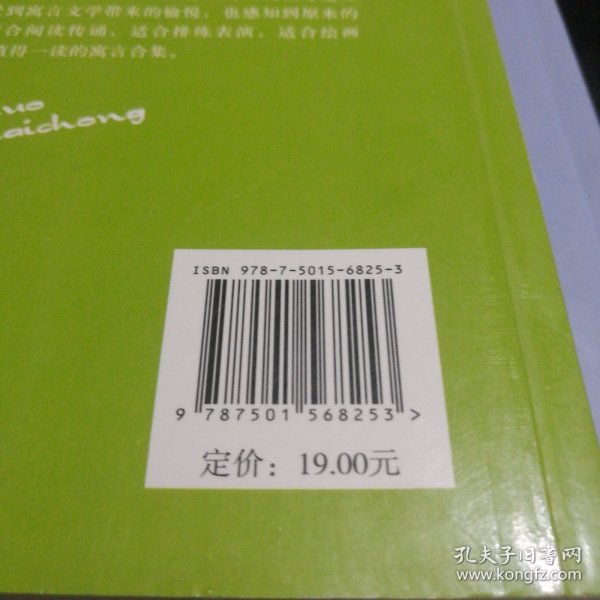 到寓言文学带来的愉悦，也感知到原来的
合阅读传诵，适合排练表演，适合绘画
值得一读的寓言合集。
uo
aichong
ISBN 978-7-5015-6825-3
9 787501 568253 >
定价：19.00元
孔夫子旧书网
www.kongfz.com